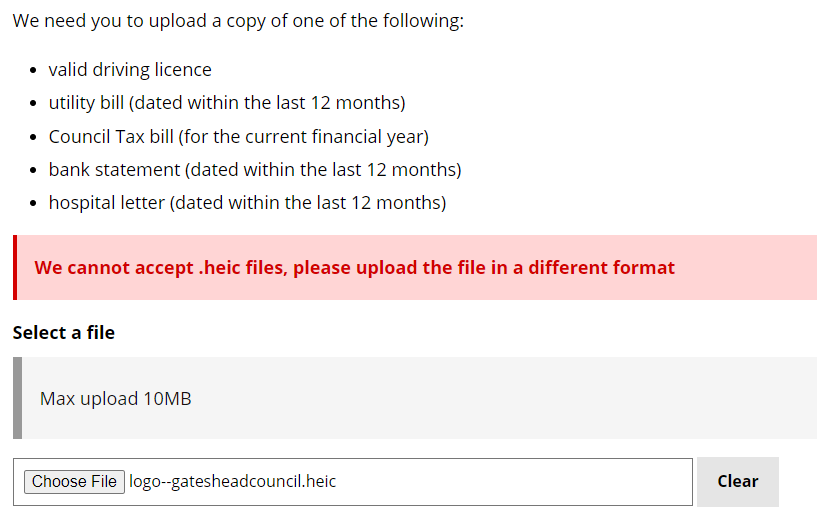 We need you to upload a copy of one of the following:
• valid driving licence
• utility bill (dated within the last 12 months)
• Council Tax bill (for the current financial year)
• bank statement (dated within the last 12 months)
• hospital letter (dated within the last 12 months)
We cannot accept .heic files, please upload the file in a different format
Select a file
Max upload 10MB
Choose File logo--gatesheadcouncil.heic Clear